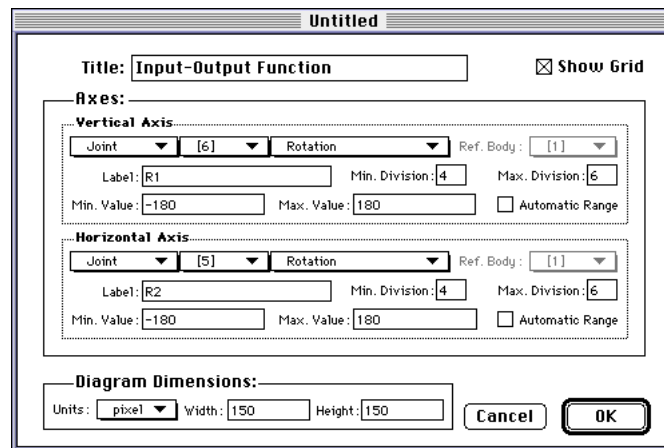 Untitled
Title: Input-Output Function Show Grid
Axes:
Vertical Axis
Joint [6] Rotation Ref. Body: [1]
Label: R1 Min. Division: 4 Max. Division: 6
Min. Value: -180 Max. Value: 180 Automatic Range
Horizontal Axis
Joint [5] Rotation Ref. Body: [1]
Label: R2 Min. Division: 4 Max. Division: 6
Min. Value: -180 Max. Value: 180 Automatic Range
Diagram Dimensions:
Units: pixel Width: 150 Height: 150 Cancel OK